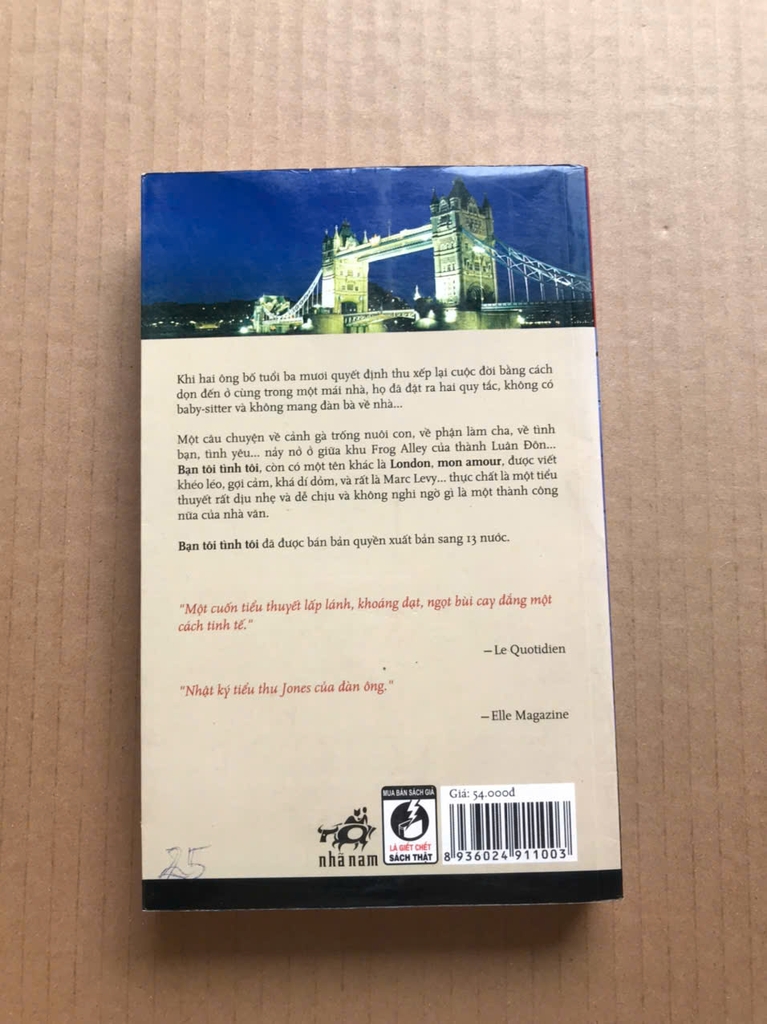 Khi hai ông bố tuổi ba mươi quyết định thu xếp lại cuộc đời bằng cách
dọn đến ở cùng trong một mái nhà, họ đã đặt ra hai quy tắc, không có
baby-sitter và không mang đàn bà về nhà...
Một câu chuyện về cảnh gà trống nuôi con, về phận làm cha, về tình
bạn, tình yêu... nảy nở ở giữa khu Frog Alley của thành Luân Đôn...
Bạn tôi tình tôi, còn có một tên khác là London, mon amour, được viết
khéo léo, gợi cảm, khá dí dỏm, và rất là Marc Levy... thực chất là một tiểu
thuyết rất dịu nhẹ và dễ chịu và không nghi ngờ gì là một thành công
nữa của nhà văn.
Bạn tôi tình tôi đã được bán bản quyền xuất bản sang 13 nước.
"Một cuốn tiểu thuyết lấp lánh, khoáng đạt, ngọt bùi cay đắng một
cách tinh tế."
—Le Quotidien
"Nhật ký tiểu thư Jones của đàn ông."
—Elle Magazine
25
nhã nam
MUA BÁN SÁCH GIẢ
LÀ GIẾT CHẾT
SÁCH THẬT
Giá: 54.000đ
8 936024 911003